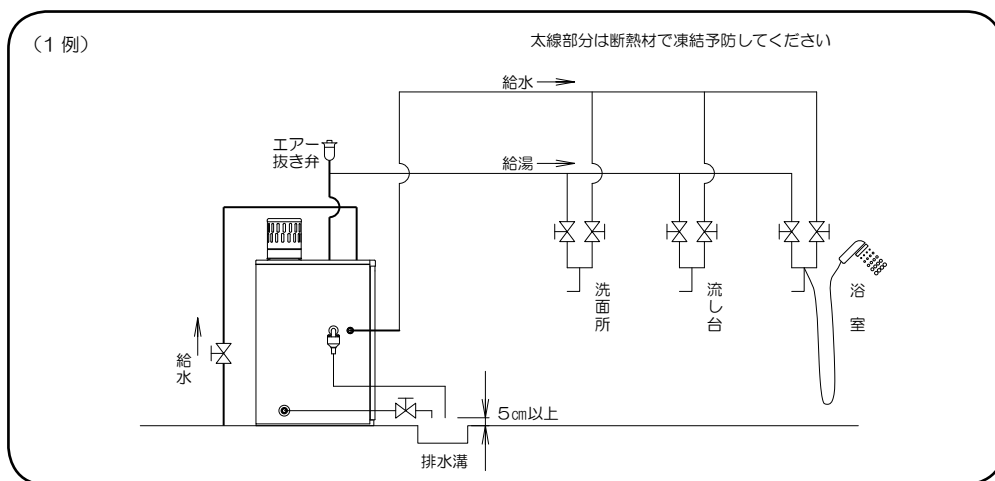 （1 例）
太線部分は断熱材で凍結予防してください
給水
エアー
抜き弁
給湯
洗面所
流し台
浴室
給水
5㎝以上
排水溝